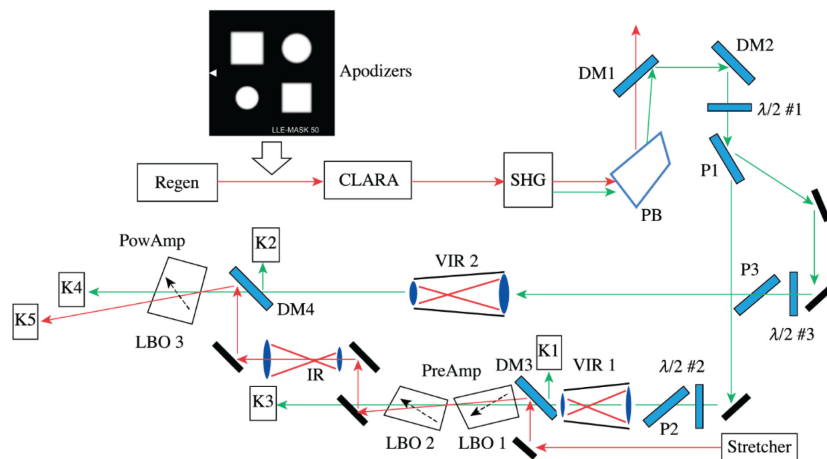 DM1
DM2
Apodizers
λ/2 #1
LLE-MASK 50
P1
Regen
CLARA
SHG
PB
PowAmp
K2
VIR 2
P3
K4
DM4
K5
LBO 3
λ/2 #3
IR
PreAmp
DM3
K1
VIR 1
λ/2 #2
K3
LBO 2
LBO 1
P2
Stretcher